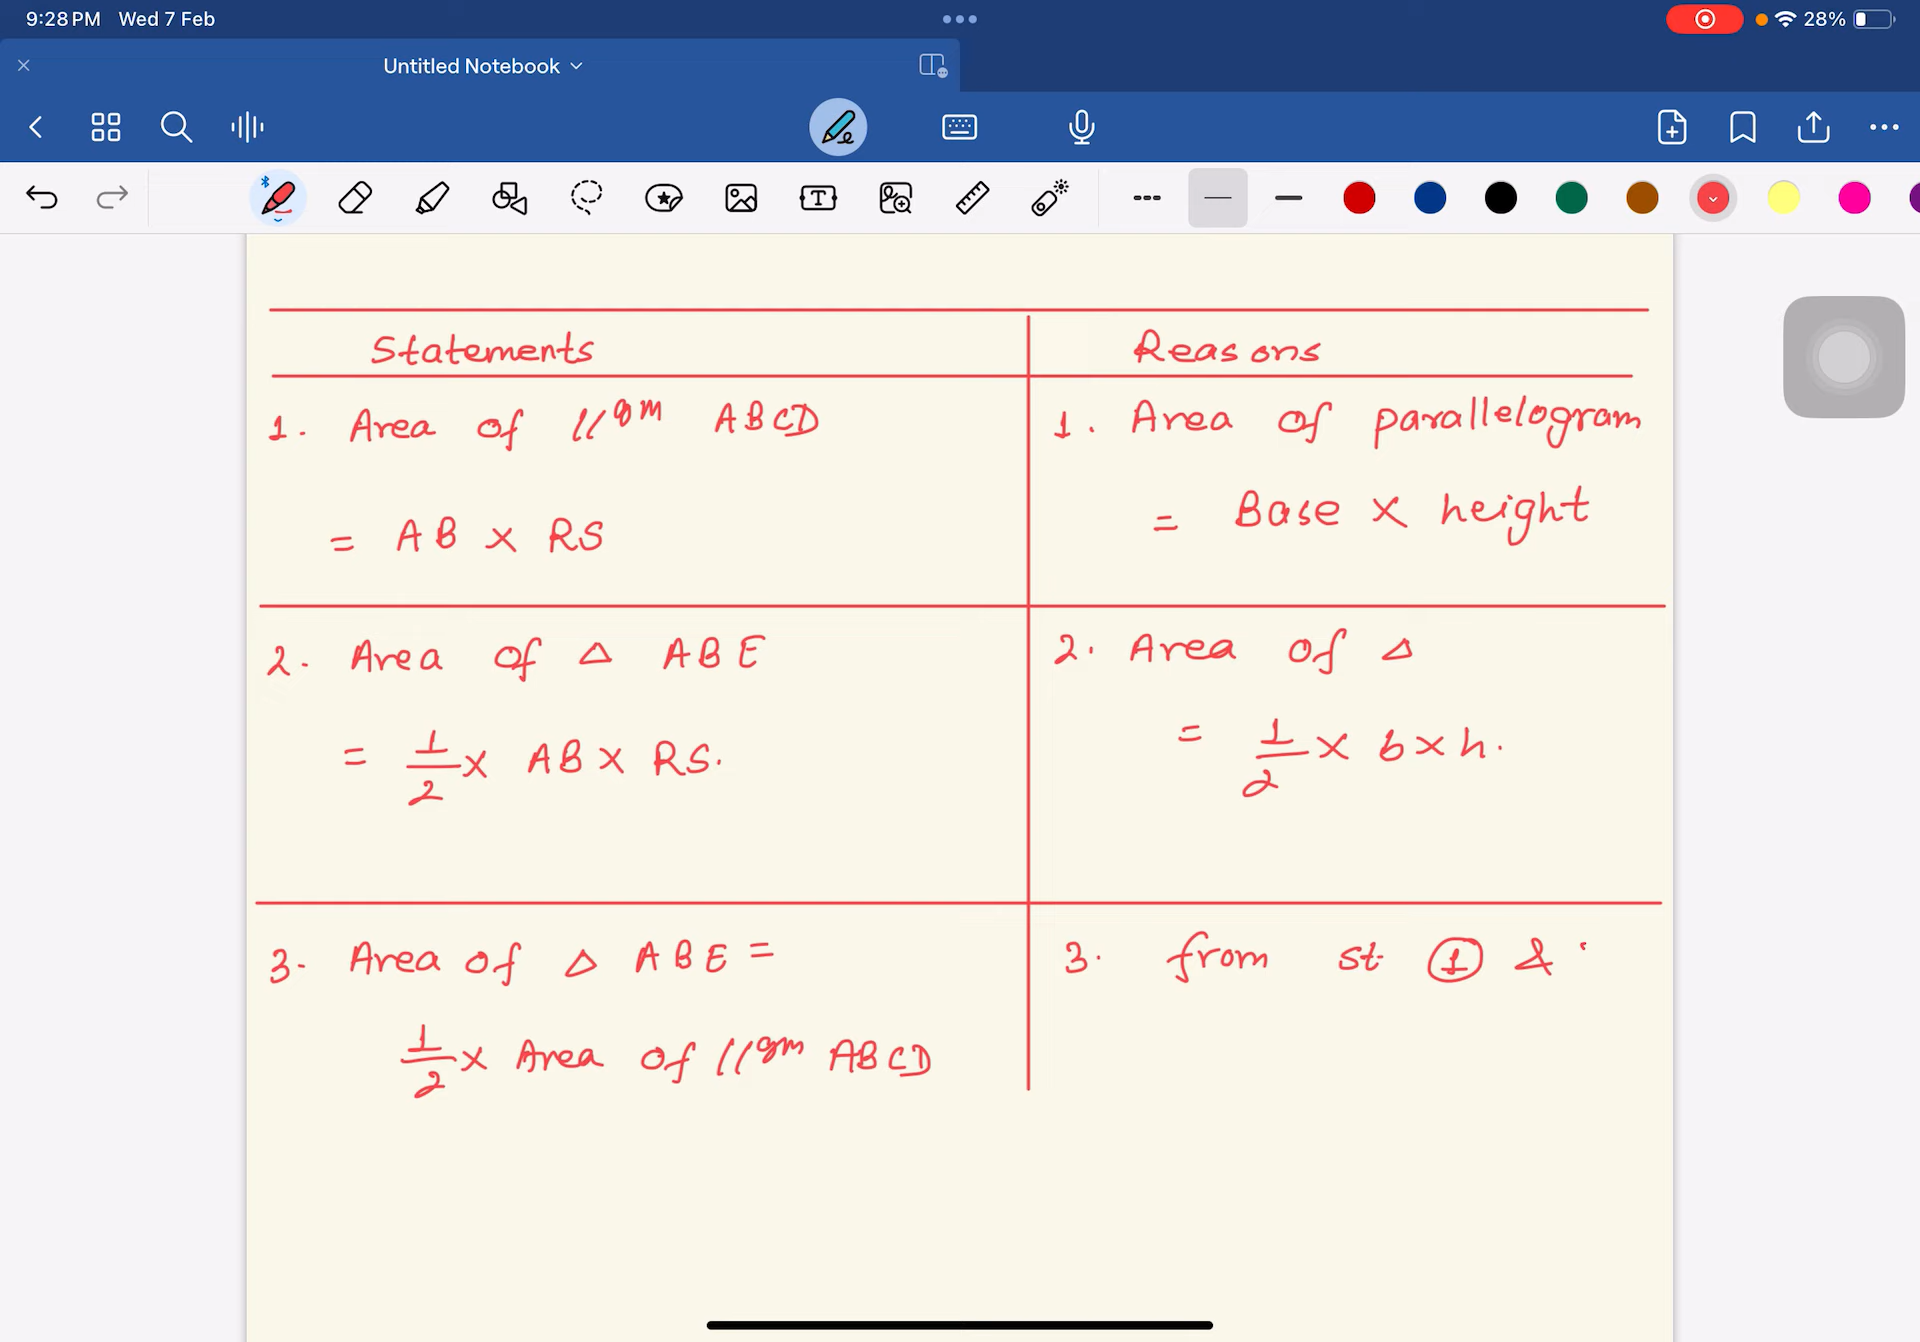 9:28 PM Wed 7 Feb
28%
Untitled Notebook
Statements Reasons
1. Area of //gm ABCD
= AB × RS
1. Area of parallelogram
= Base × height
2. Area of △ ABE
= 1/2 × AB × RS.
2. Area of △
= 1/2 × b × h.
3. Area of △ ABE =
1/2 × Area of //gm ABCD
3. from st. ① &